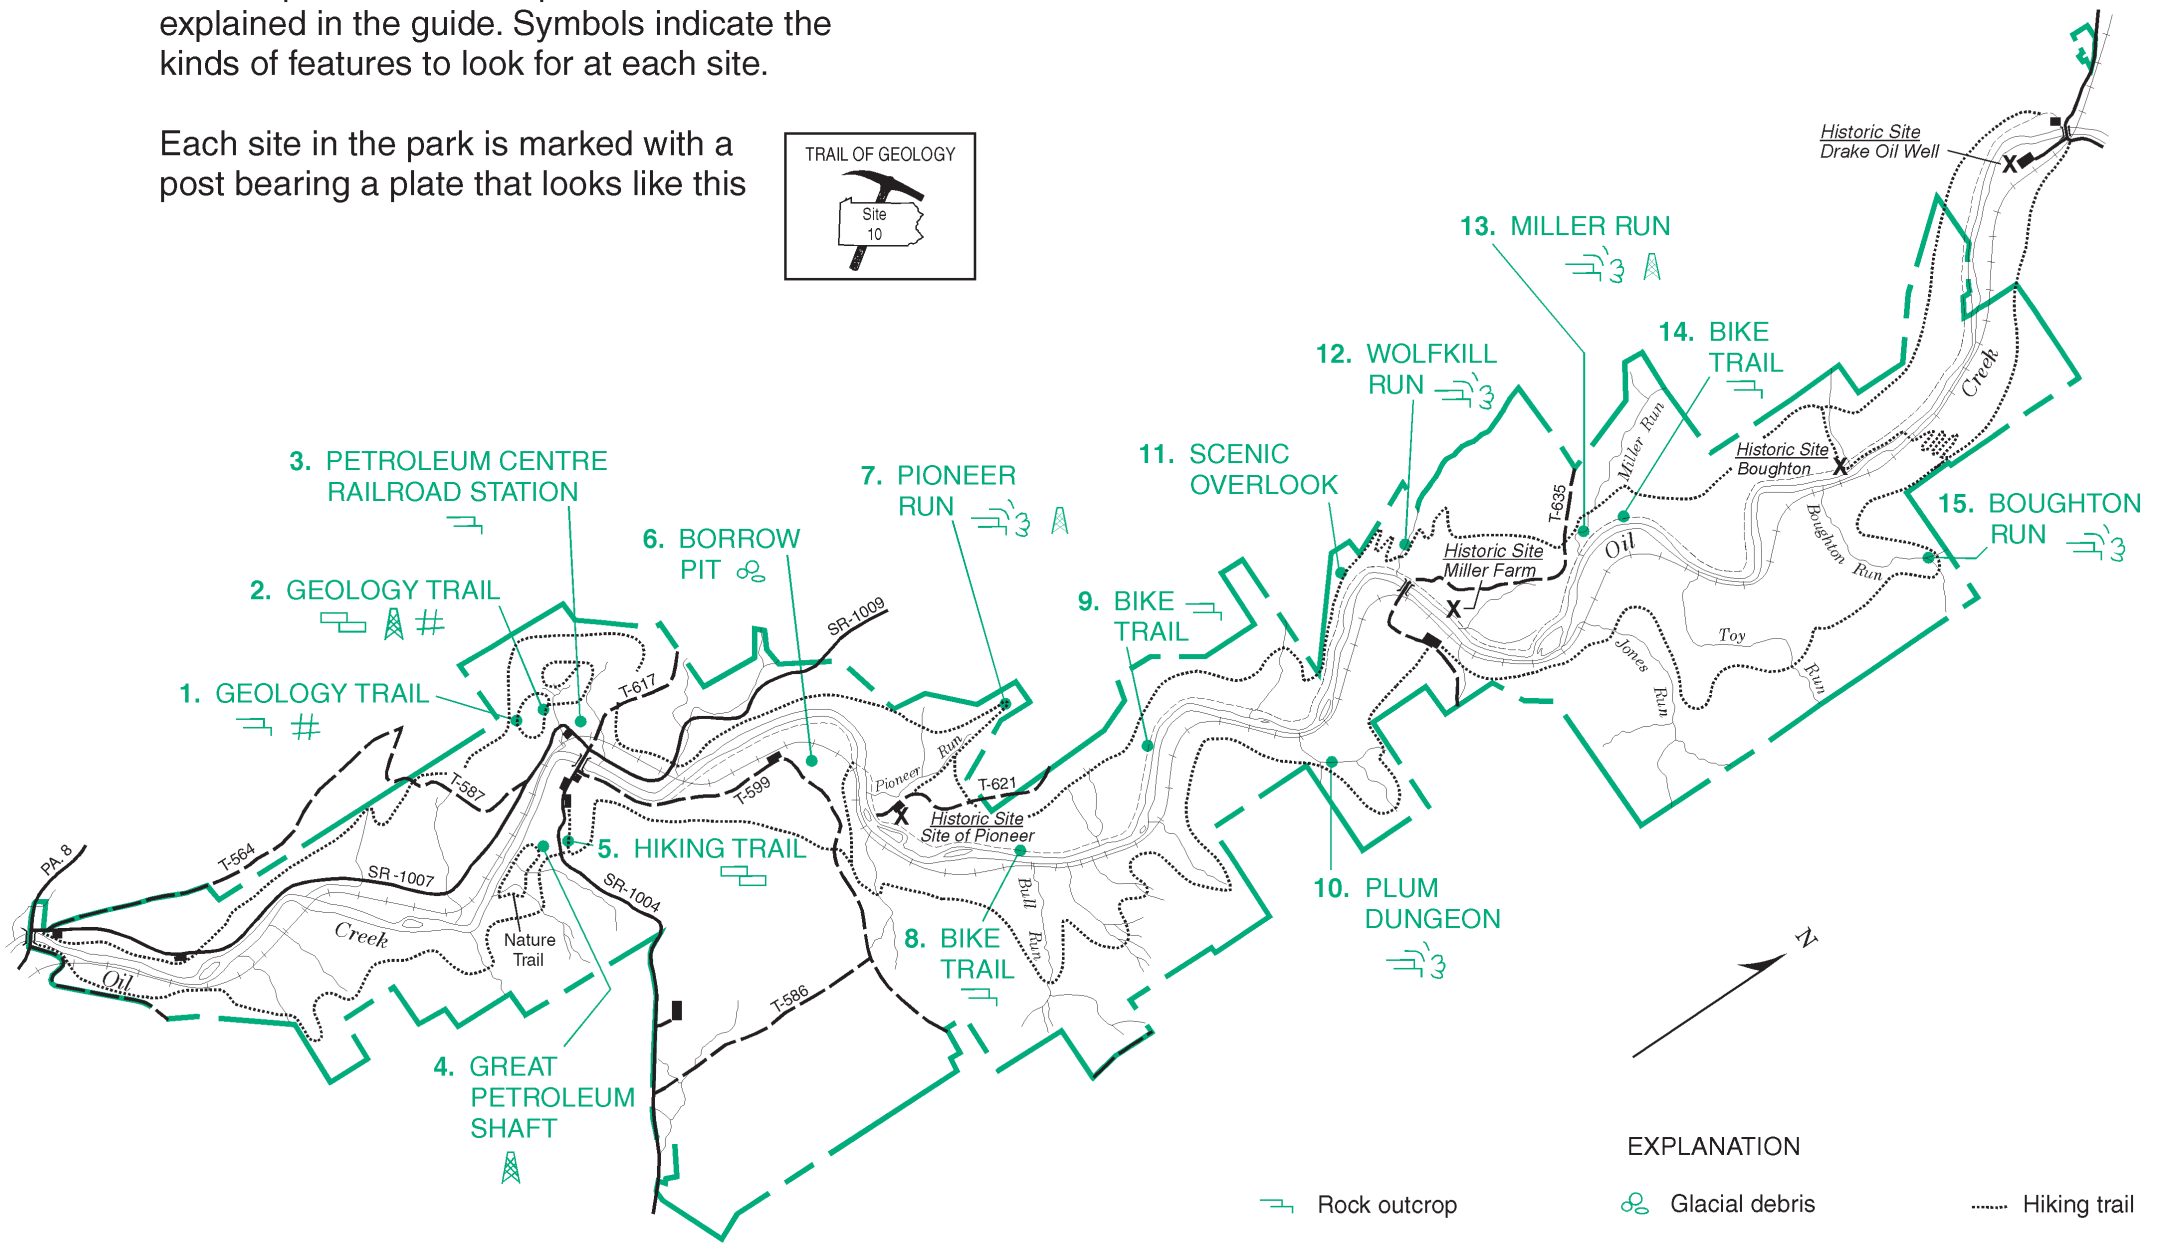 explained in the guide. Symbols indicate the
kinds of features to look for at each site.
Each site in the park is marked with a
post bearing a plate that looks like this
TRAIL OF GEOLOGY
Site
10
Historic Site
Drake Oil Well
13. MILLER RUN
14. BIKE
TRAIL
12. WOLFKILL
RUN
Creek
Miller Run
Historic Site
Boughton
11. SCENIC
OVERLOOK
3. PETROLEUM CENTRE
RAILROAD STATION
7. PIONEER
RUN
T-635
15. BOUGHTON
RUN
Boughton Run
6. BORROW
PIT
Oil
Historic Site
Miller Farm
2. GEOLOGY TRAIL
SR-1009
9. BIKE
TRAIL
Toy
Run
Jones
Run
1. GEOLOGY TRAIL
T-617
T-587
T-599
Pioneer
Run
T-621
Historic Site
Site of Pioneer
5. HIKING TRAIL
PA. 8
T-564
SR-1007
SR-1004
Bull
Run
10. PLUM
DUNGEON
Creek
Nature
Trail
8. BIKE
TRAIL
Oil
T-586
N
4. GREAT
PETROLEUM
SHAFT
EXPLANATION
Rock outcrop
Glacial debris
Hiking trail